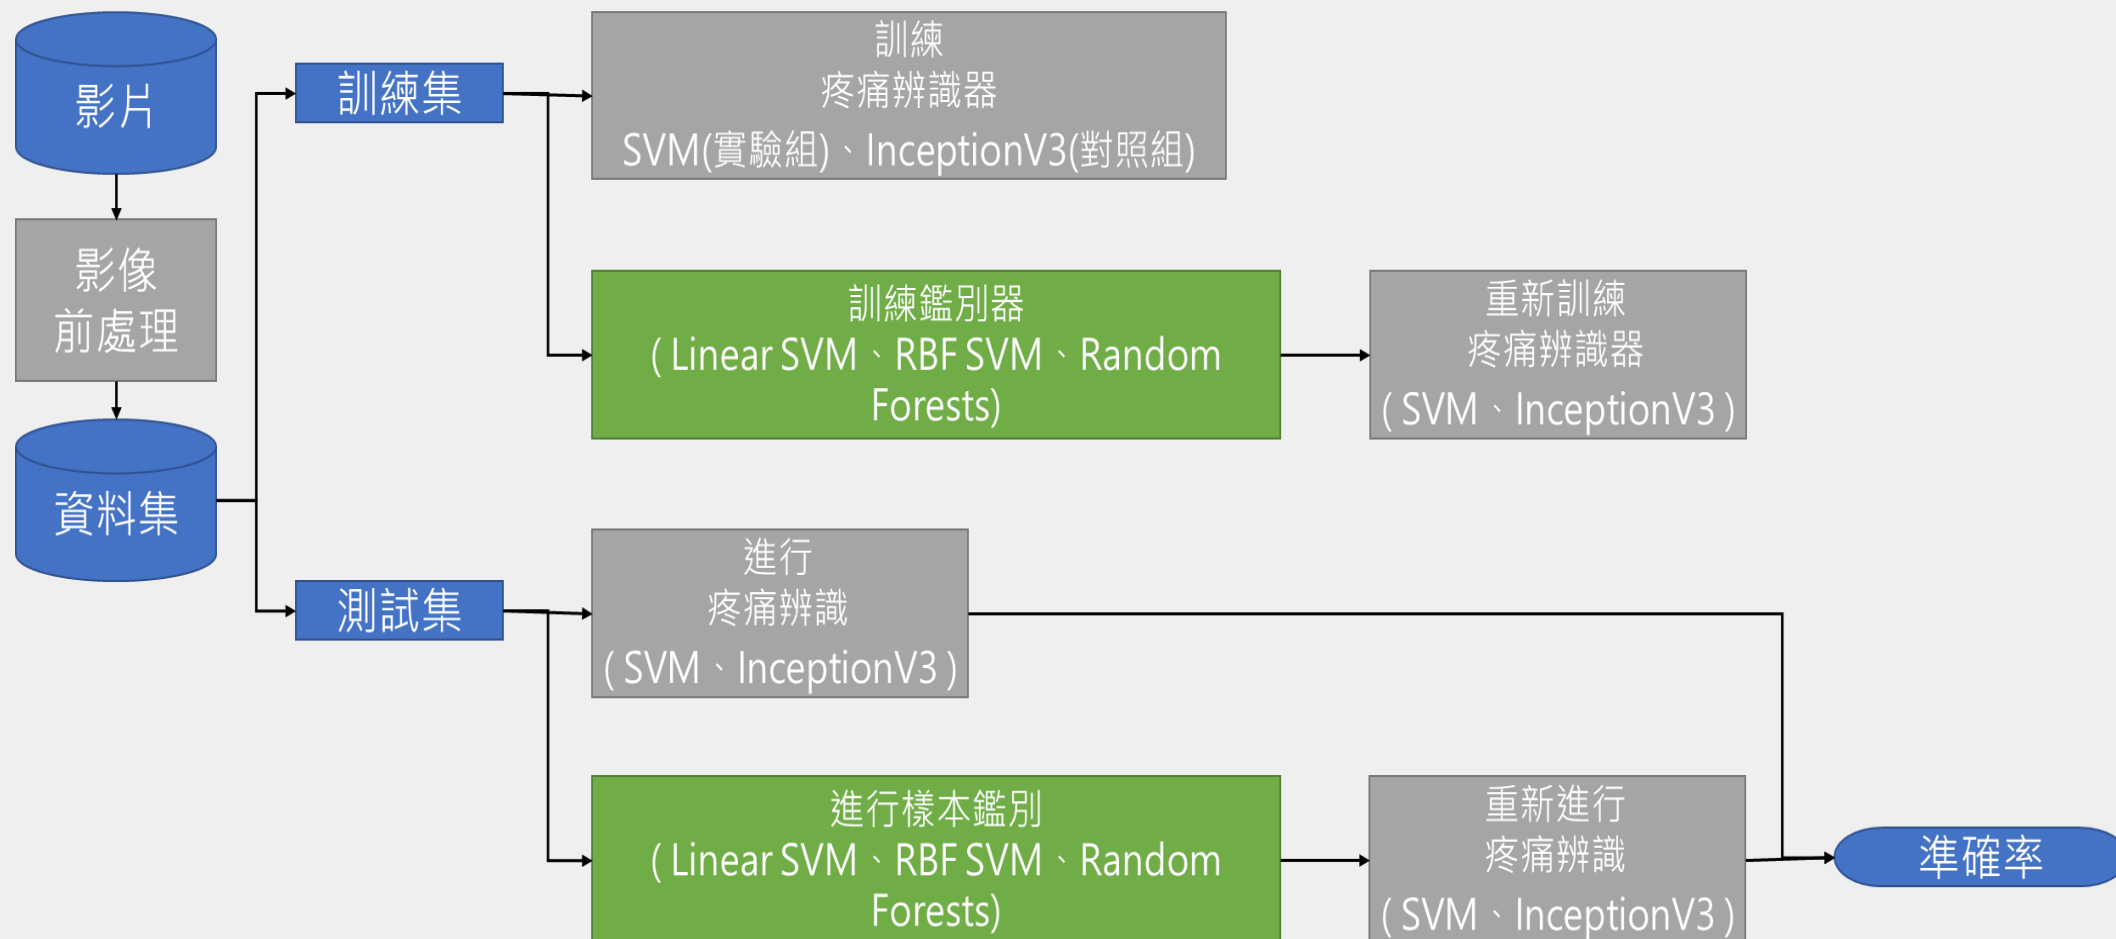 影片
影像
前處理
資料集
訓練集
測試集
訓練
疼痛辨識器
SVM(實驗組)、InceptionV3(對照組)
訓練鑑別器
( Linear SVM、RBF SVM、Random
Forests)
重新訓練
疼痛辨識器
( SVM、InceptionV3 )
進行
疼痛辨識
( SVM、InceptionV3 )
進行樣本鑑別
( Linear SVM、RBF SVM、Random
Forests)
重新進行
疼痛辨識
( SVM、InceptionV3 )
準確率